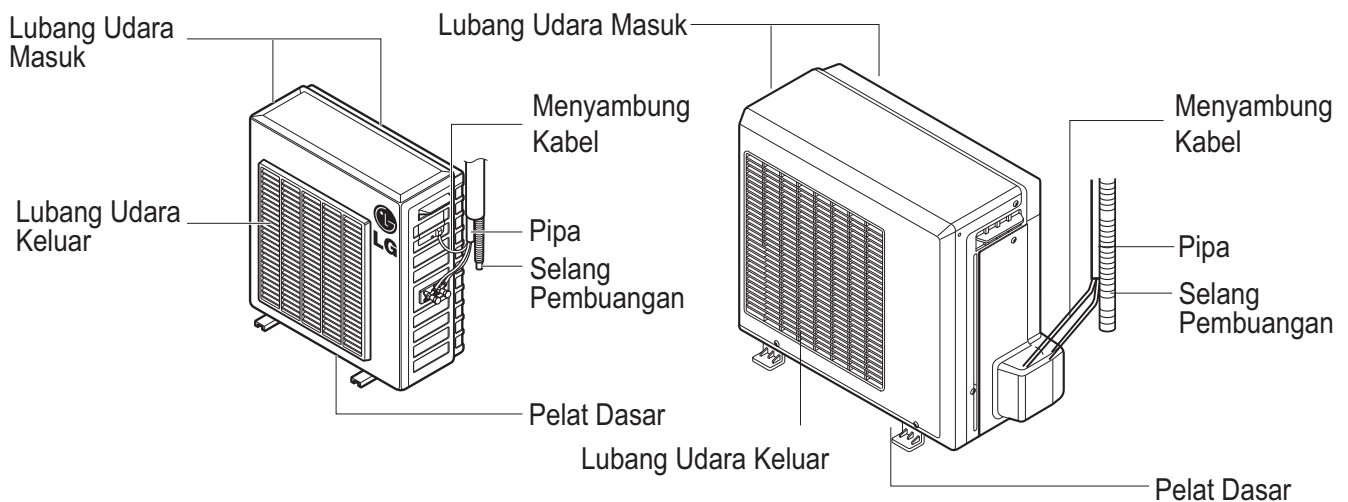 Lubang Udara
Masuk
Menyambung
Kabel
Lubang Udara
Keluar
LG
Pipa
Selang
Pembuangan
Pelat Dasar
Lubang Udara Masuk
Menyambung
Kabel
Pipa
Selang
Pembuangan
Lubang Udara Keluar
Pelat Dasar